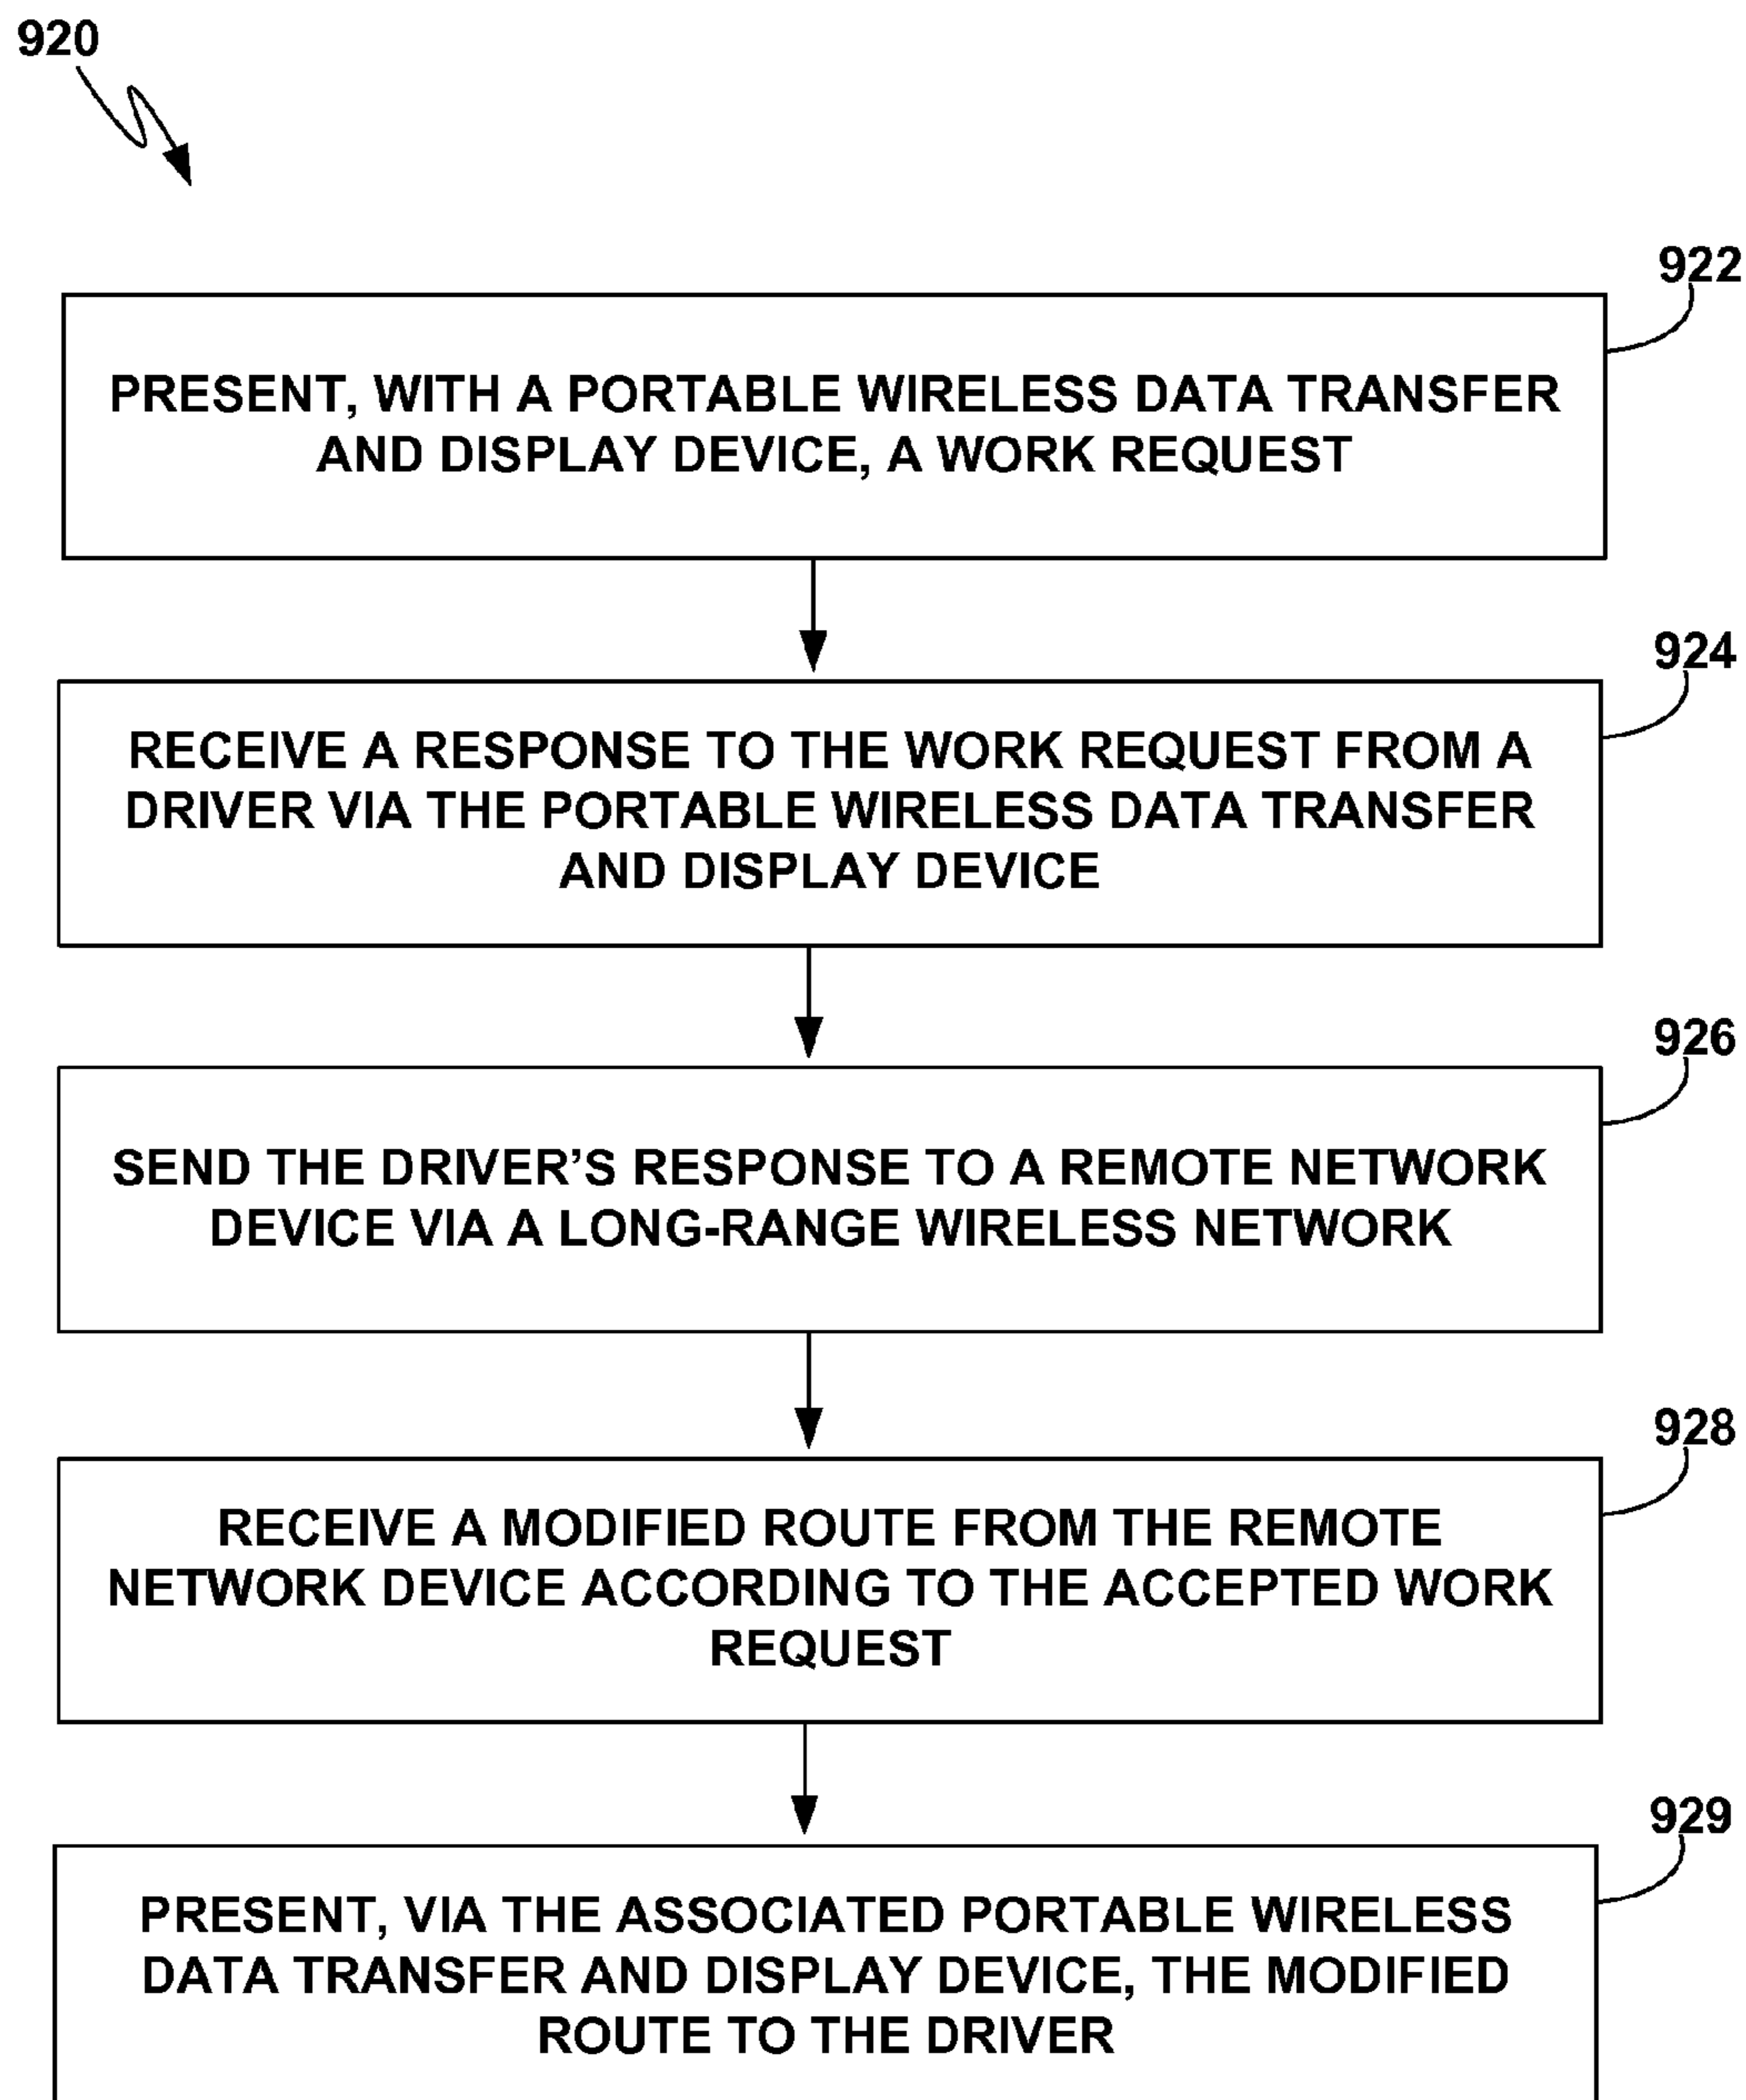 920
922
PRESENT, WITH A PORTABLE WIRELESS DATA TRANSFER
AND DISPLAY DEVICE, A WORK REQUEST
924
RECEIVE A RESPONSE TO THE WORK REQUEST FROM A
DRIVER VIA THE PORTABLE WIRELESS DATA TRANSFER
AND DISPLAY DEVICE
926
SEND THE DRIVER’S RESPONSE TO A REMOTE NETWORK
DEVICE VIA A LONG-RANGE WIRELESS NETWORK
928
RECEIVE A MODIFIED ROUTE FROM THE REMOTE
NETWORK DEVICE ACCORDING TO THE ACCEPTED WORK
REQUEST
929
PRESENT, VIA THE ASSOCIATED PORTABLE WIRELESS
DATA TRANSFER AND DISPLAY DEVICE, THE MODIFIED
ROUTE TO THE DRIVER